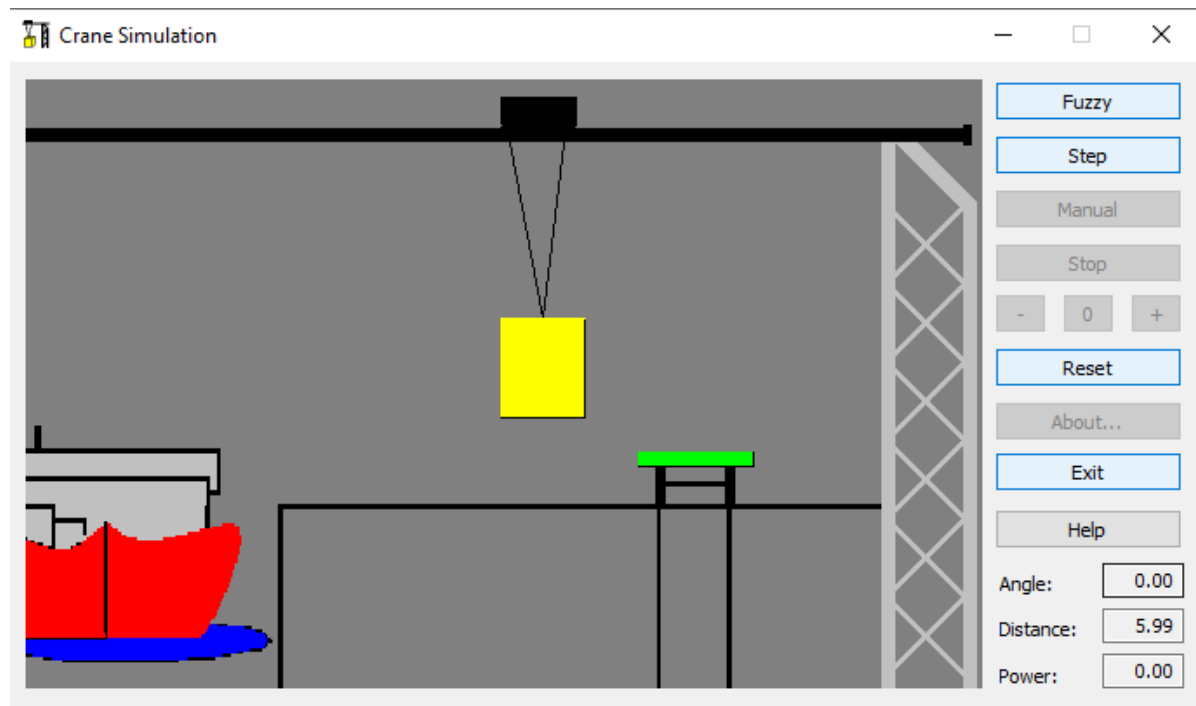 Crane Simulation
Fuzzy
Step
Manual
Stop
- 0 +
Reset
About...
Exit
Help
Angle: 0.00
Distance: 5.99
Power: 0.00